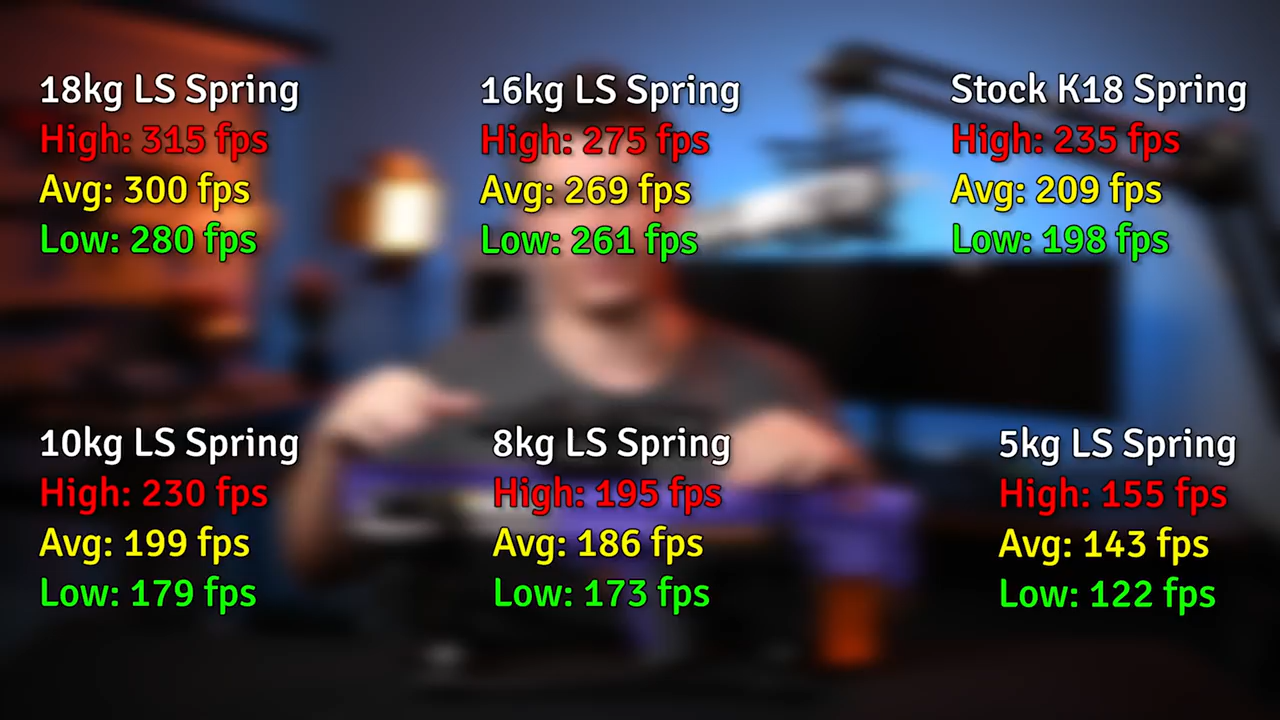 18kg LS Spring
High: 315 fps
Avg: 300 fps
Low: 280 fps
16kg LS Spring
High: 275 fps
Avg: 269 fps
Low: 261 fps
Stock K18 Spring
High: 235 fps
Avg: 209 fps
Low: 198 fps
10kg LS Spring
High: 230 fps
Avg: 199 fps
Low: 179 fps
8kg LS Spring
High: 195 fps
Avg: 186 fps
Low: 173 fps
5kg LS Spring
High: 155 fps
Avg: 143 fps
Low: 122 fps